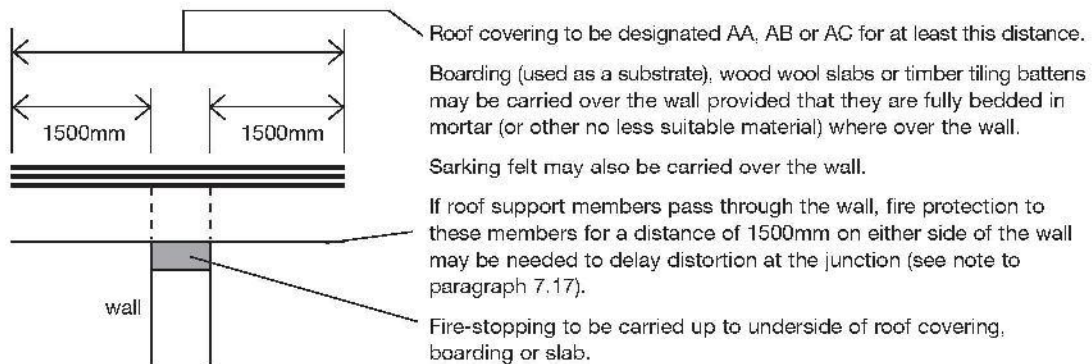 Roof covering to be designated AA, AB or AC for at least this distance.
Boarding (used as a substrate), wood wool slabs or timber tiling battens
may be carried over the wall provided that they are fully bedded in
mortar (or other no less suitable material) where over the wall.
1500mm
1500mm
Sarking felt may also be carried over the wall.
If roof support members pass through the wall, fire protection to
these members for a distance of 1500mm on either side of the wall
may be needed to delay distortion at the junction (see note to
paragraph 7.17).
wall
Fire-stopping to be carried up to underside of roof covering,
boarding or slab.